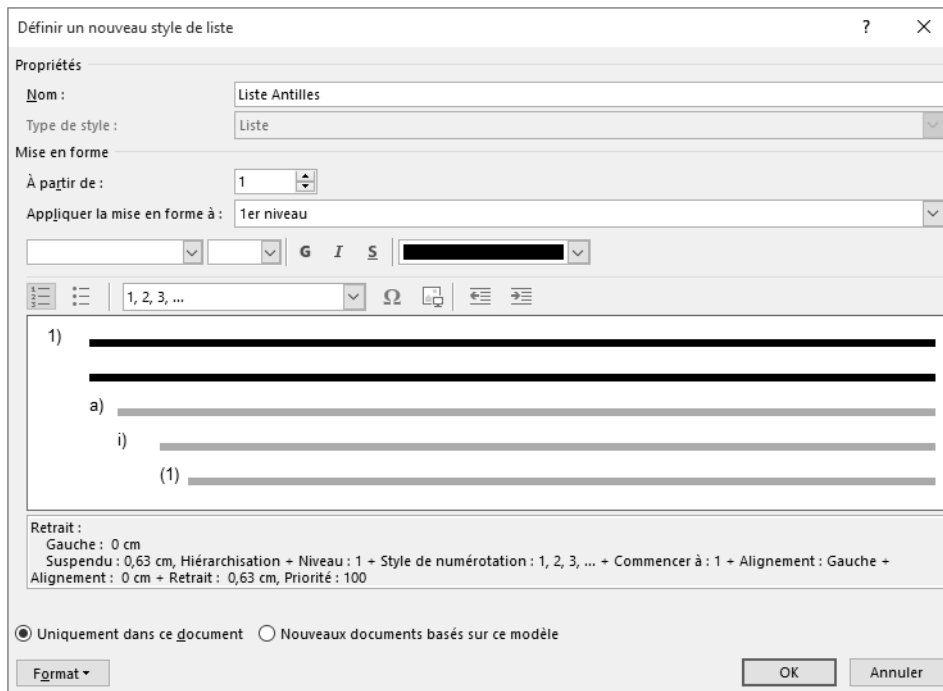 Définir un nouveau style de liste ?
Propriétés
Nom : Liste Antilles
Type de style : Liste
Mise en forme
À partir de : 1
Appliquer la mise en forme à : 1er niveau
G I S
1, 2, 3, ... Ω
1)
a)
i)
(1)
Retrait :
Gauche : 0 cm
Suspendu : 0,63 cm, Hiérarchisation + Niveau : 1 + Style de numérotation : 1, 2, 3, ... + Commencer à : 1 + Alignement : Gauche +
Alignement : 0 cm + Retrait : 0,63 cm, Priorité : 100
Uniquement dans ce document Nouveaux documents basés sur ce modèle
Format OK Annuler